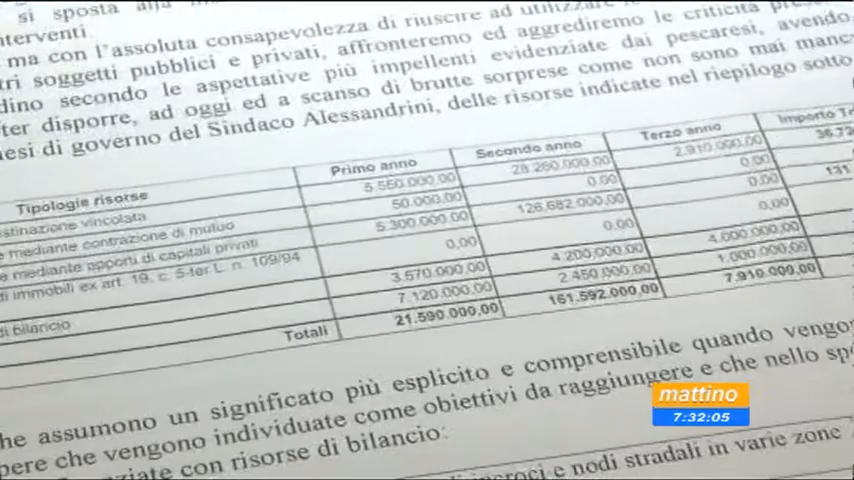 si sposta alla
nterventi
ma con l'assoluta consapevolezza di riuscire ad utilizzare
tri soggetti pubblici e privati, affronteremo ed aggrediremo le criticità
dino secondo le aspettative più impellenti evidenziate dai pescaresi, avendo
ter disporre, ad oggi ed a scanso di brutte sorprese come non sono mai manca
esi di governo del Sindaco Alessandrini, delle risorse indicate nel riepilogo sotto
Tipologie risorse Primo anno Secondo anno Terzo anno Importo
stinazione vincolata 5.550.000,00 28.260.000,00 2.910.000,00 36.72
e mediante contrazione di mutuo 50.000,00 0,00 0,00
e mediante apporti di capitali privati 5.300.000,00 126.682.000,00 0,00 131
di immobili ex art. 19, c. 5-ter L. n. 109/94 0,00 0,00 0,00
3.570.000,00 4.200.000,00 4.000.000,00
di bilancio 7.120.000,00 2.450.000,00 1.000.000,00
Totali 21.590.000,00 161.592.000,00 7.910.000,00
he assumono un significato più esplicito e comprensibile quando vengo
pere che vengono individuate come obiettivi da raggiungere e che nello
ziate con risorse di bilancio:
incroci e nodi stradali in varie zone
mattino
7:32:05